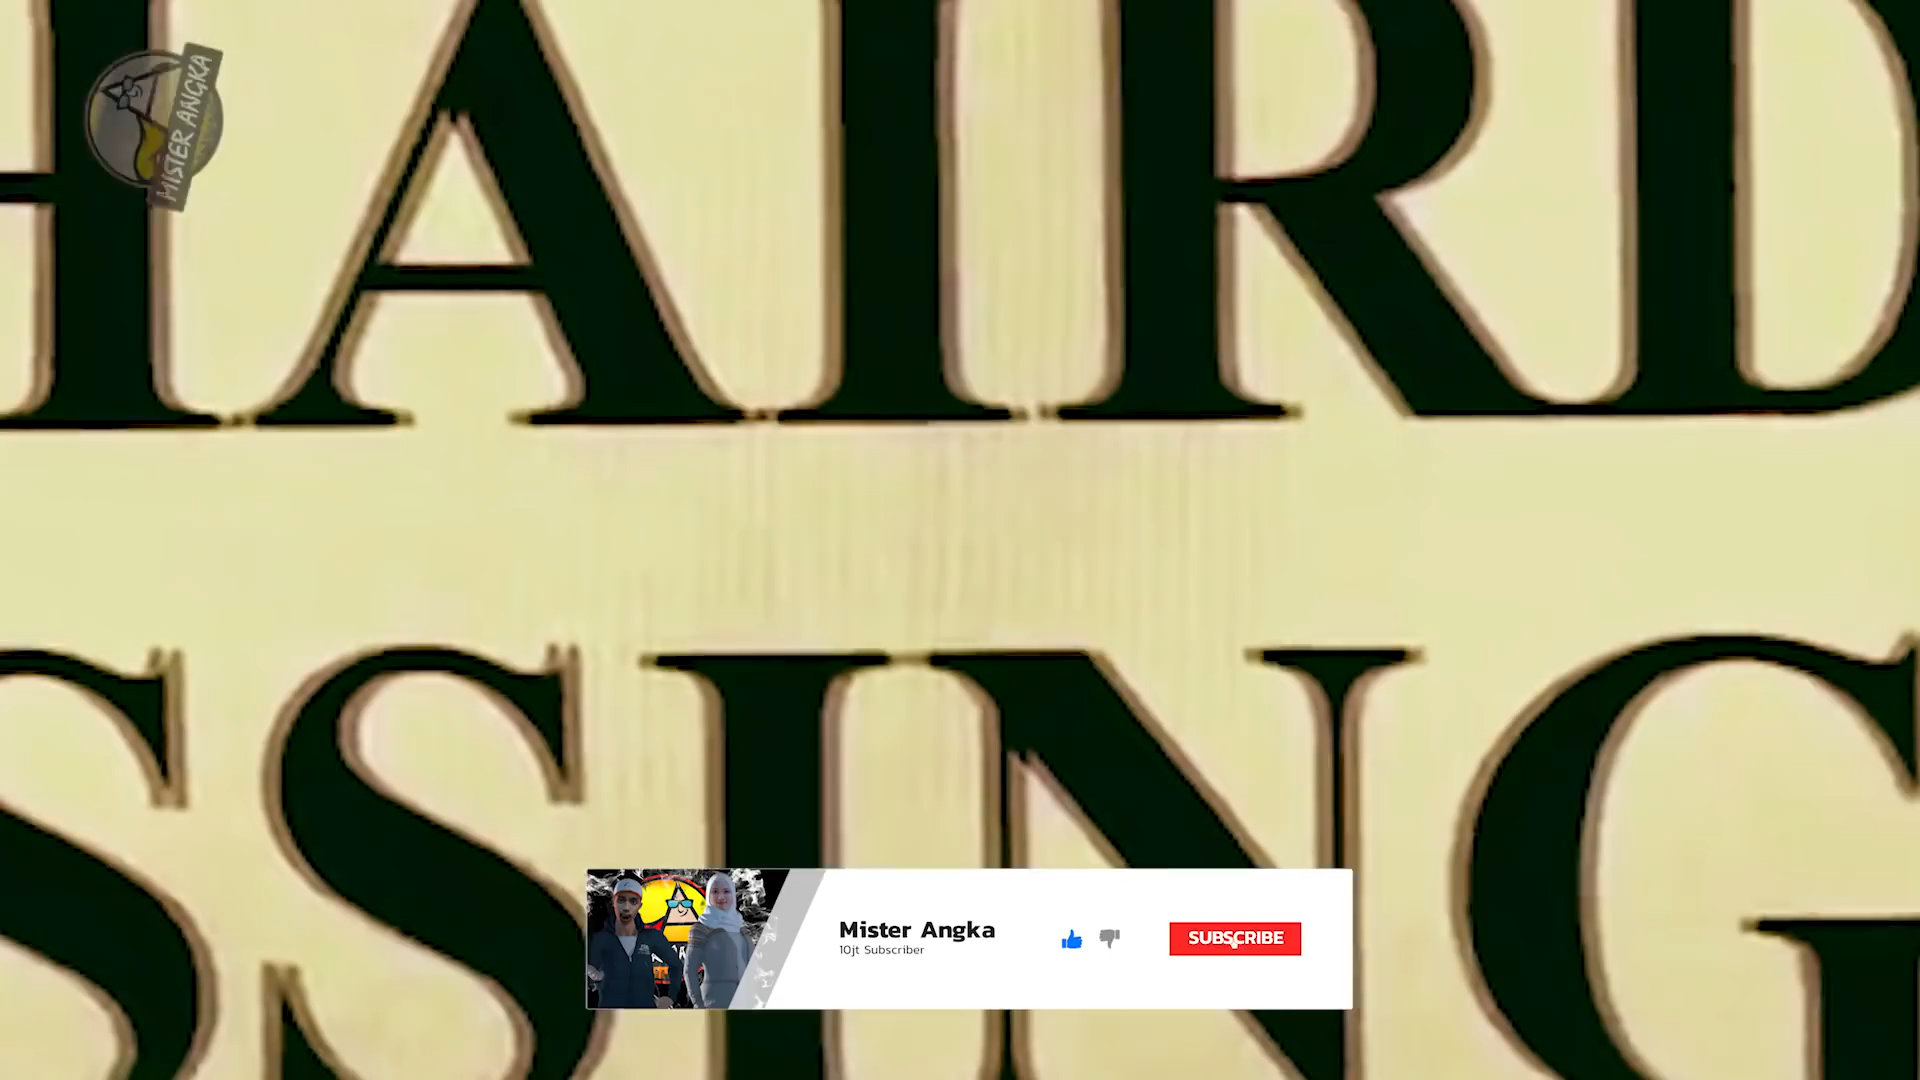 MISTER ANGKA
HAIRD
SSING
Mister Angka
10jt Subscriber
SUBSCRIBE